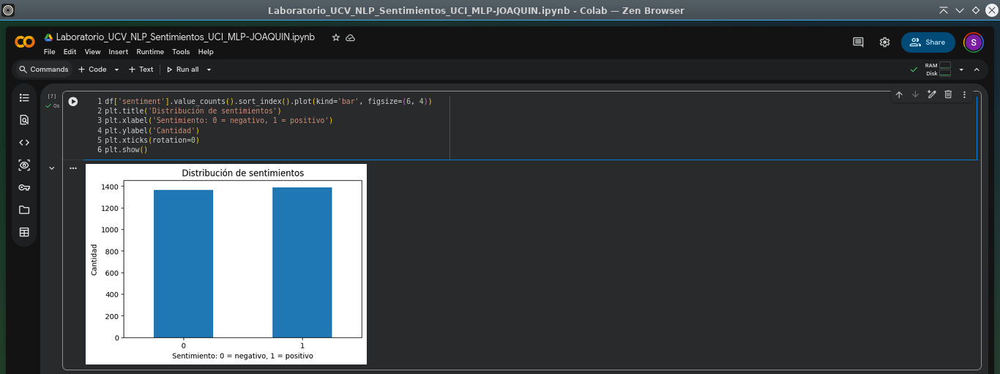 Laboratorio_UCV_NLP_Sentimientos_UCI_MLP-JOAQUIN.ipynb - Colab — Zen Browser
Laboratorio_UCV_NLP_Sentimientos_UCI_MLP-JOAQUIN.ipynb
File Edit View Insert Runtime Tools Help
Share
S
Commands + Code + Text Run all
RAM
Disk
[7]
0s
1 df['sentiment'].value_counts().sort_index().plot(kind='bar', figsize=(6, 4))
2 plt.title('Distribución de sentimientos')
3 plt.xlabel('Sentimiento: 0 = negativo, 1 = positivo')
4 plt.ylabel('Cantidad')
5 plt.xticks(rotation=0)
6 plt.show()
Distribución de sentimientos
1400
1200
1000
800
600
400
200
0
Cantidad
0 1
Sentimiento: 0 = negativo, 1 = positivo